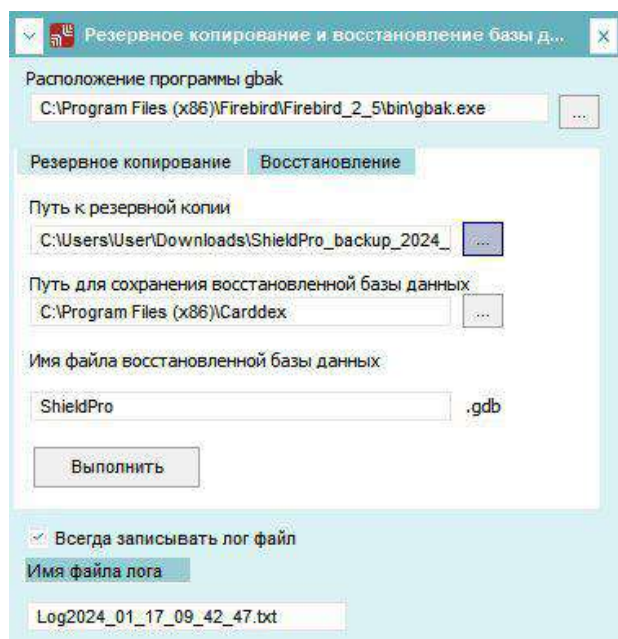 Резервное копирование и восстановление базы д...
Расположение программы gbak
C:\Program Files (x86)\Firebird\Firebird_2_5\bin\gbak.exe
...
Резервное копирование Восстановление
Путь к резервной копии
C:\Users\User\Downloads\ShieldPro_backup_2024_
...
Путь для сохранения восстановленной базы данных
C:\Program Files (x86)\Carddex
...
Имя файла восстановленной базы данных
ShieldPro .gdb
Выполнить
Всегда записывать лог файл
Имя файла лога
Log2024_01_17_09_42_47.txt